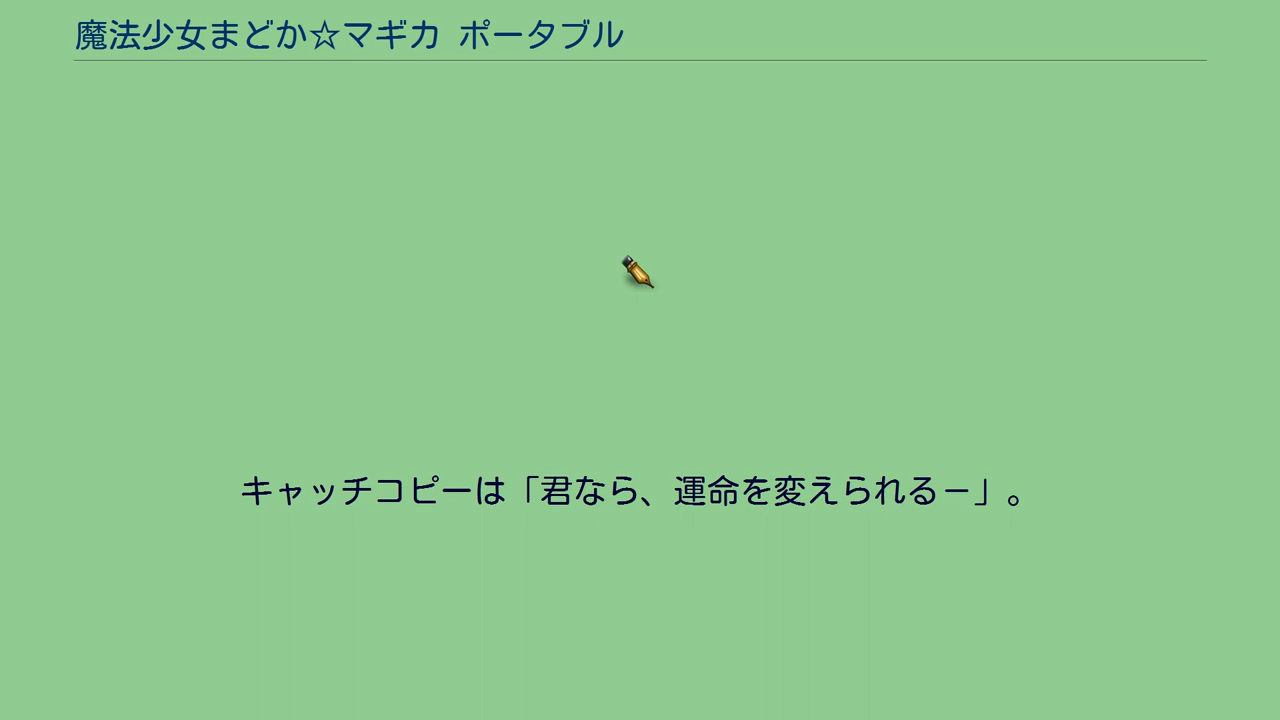 魔法少女まどか☆マギカ ポータブル
キャッチコピーは「君なら、運命を変えられる－」。